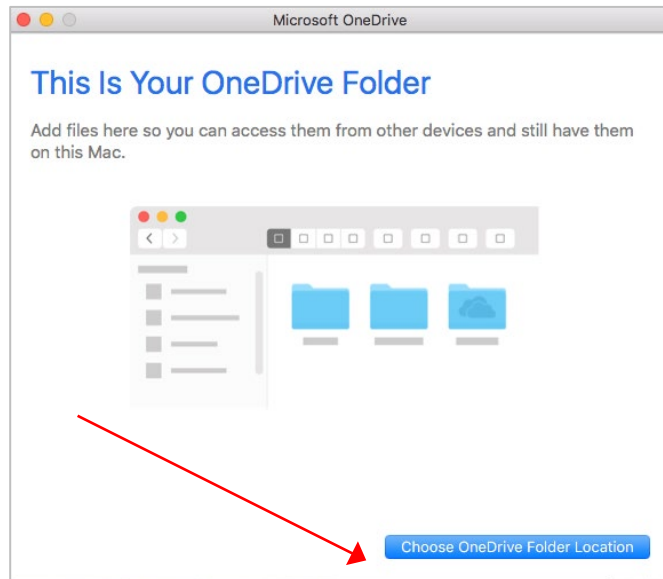 Microsoft OneDrive
This Is Your OneDrive Folder
Add files here so you can access them from other devices and still have them
on this Mac.
Choose OneDrive Folder Location